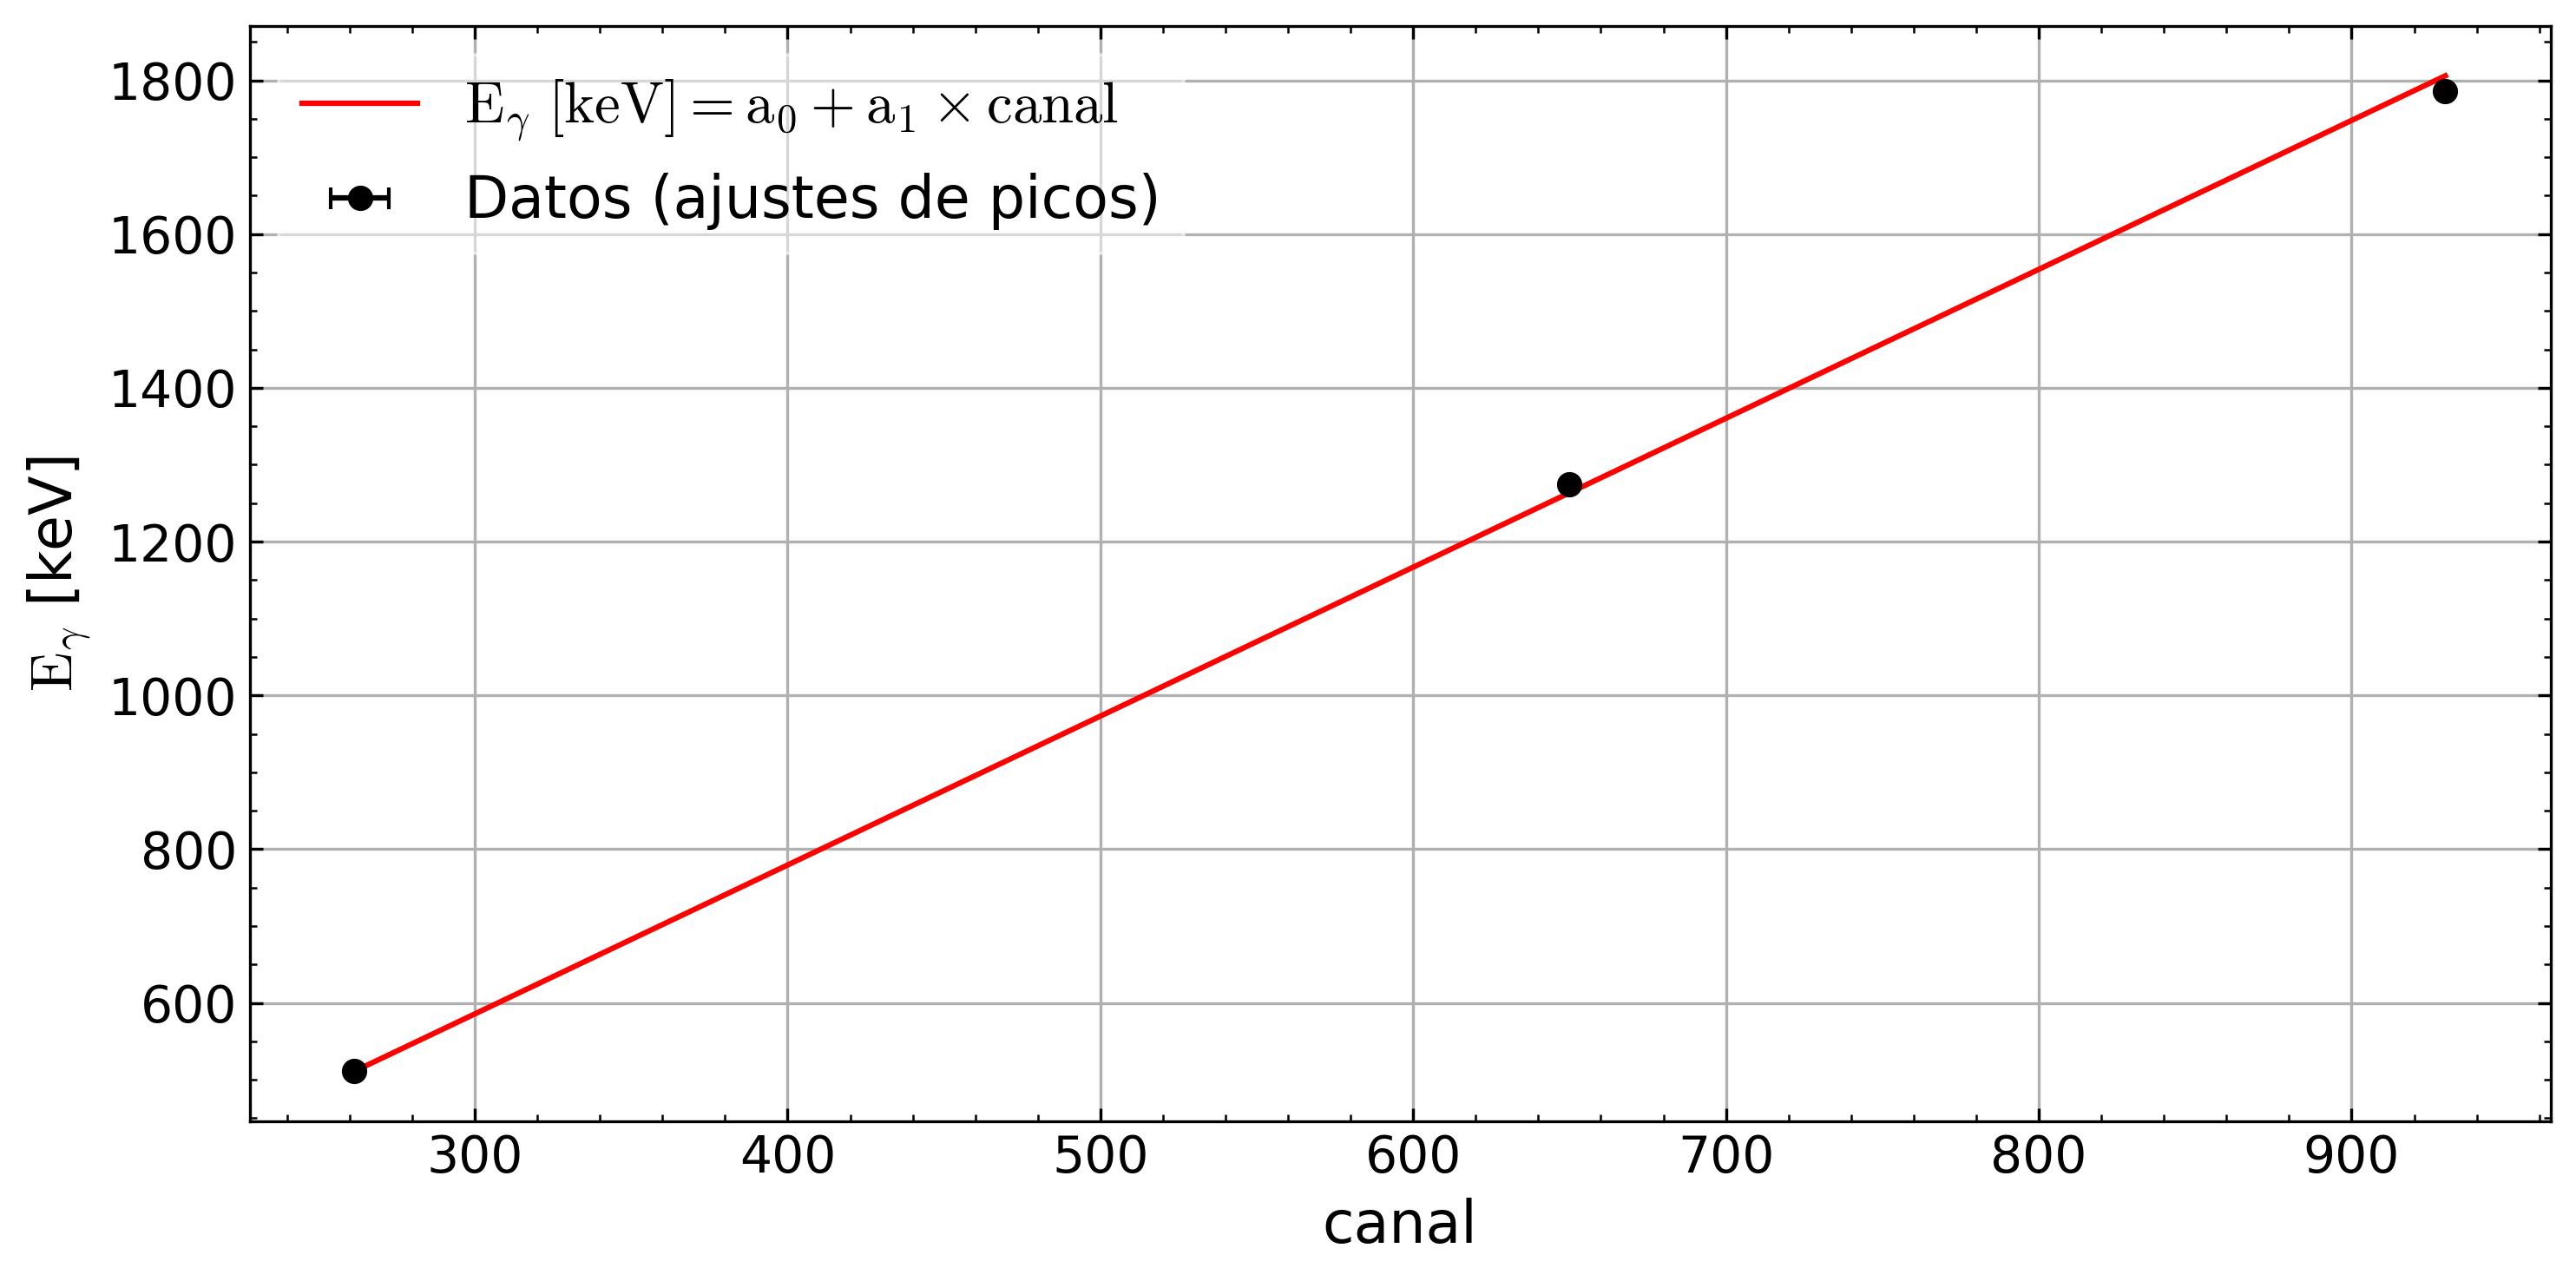 E_γ [keV] = a_0 + a_1 × canal
Datos (ajustes de picos)
1800
1600
1400
1200
1000
800
600
E_γ [keV]
300 400 500 600 700 800 900
canal